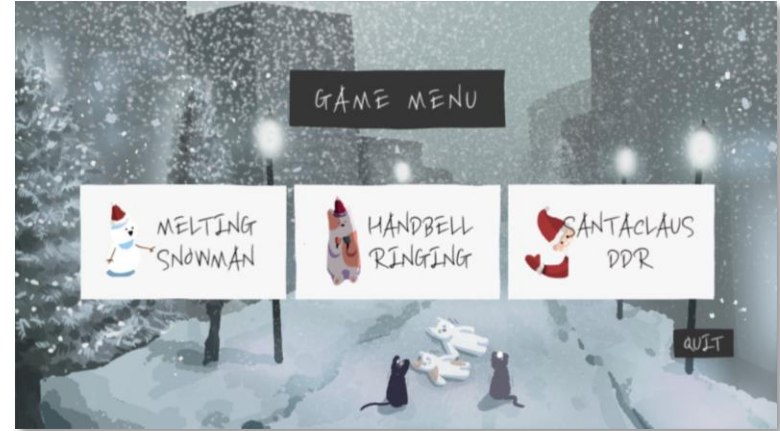 GAME MENU
MELTING
SNOWMAN
HANDBELL
RINGING
SANTACLAUS
DDR
QUIT